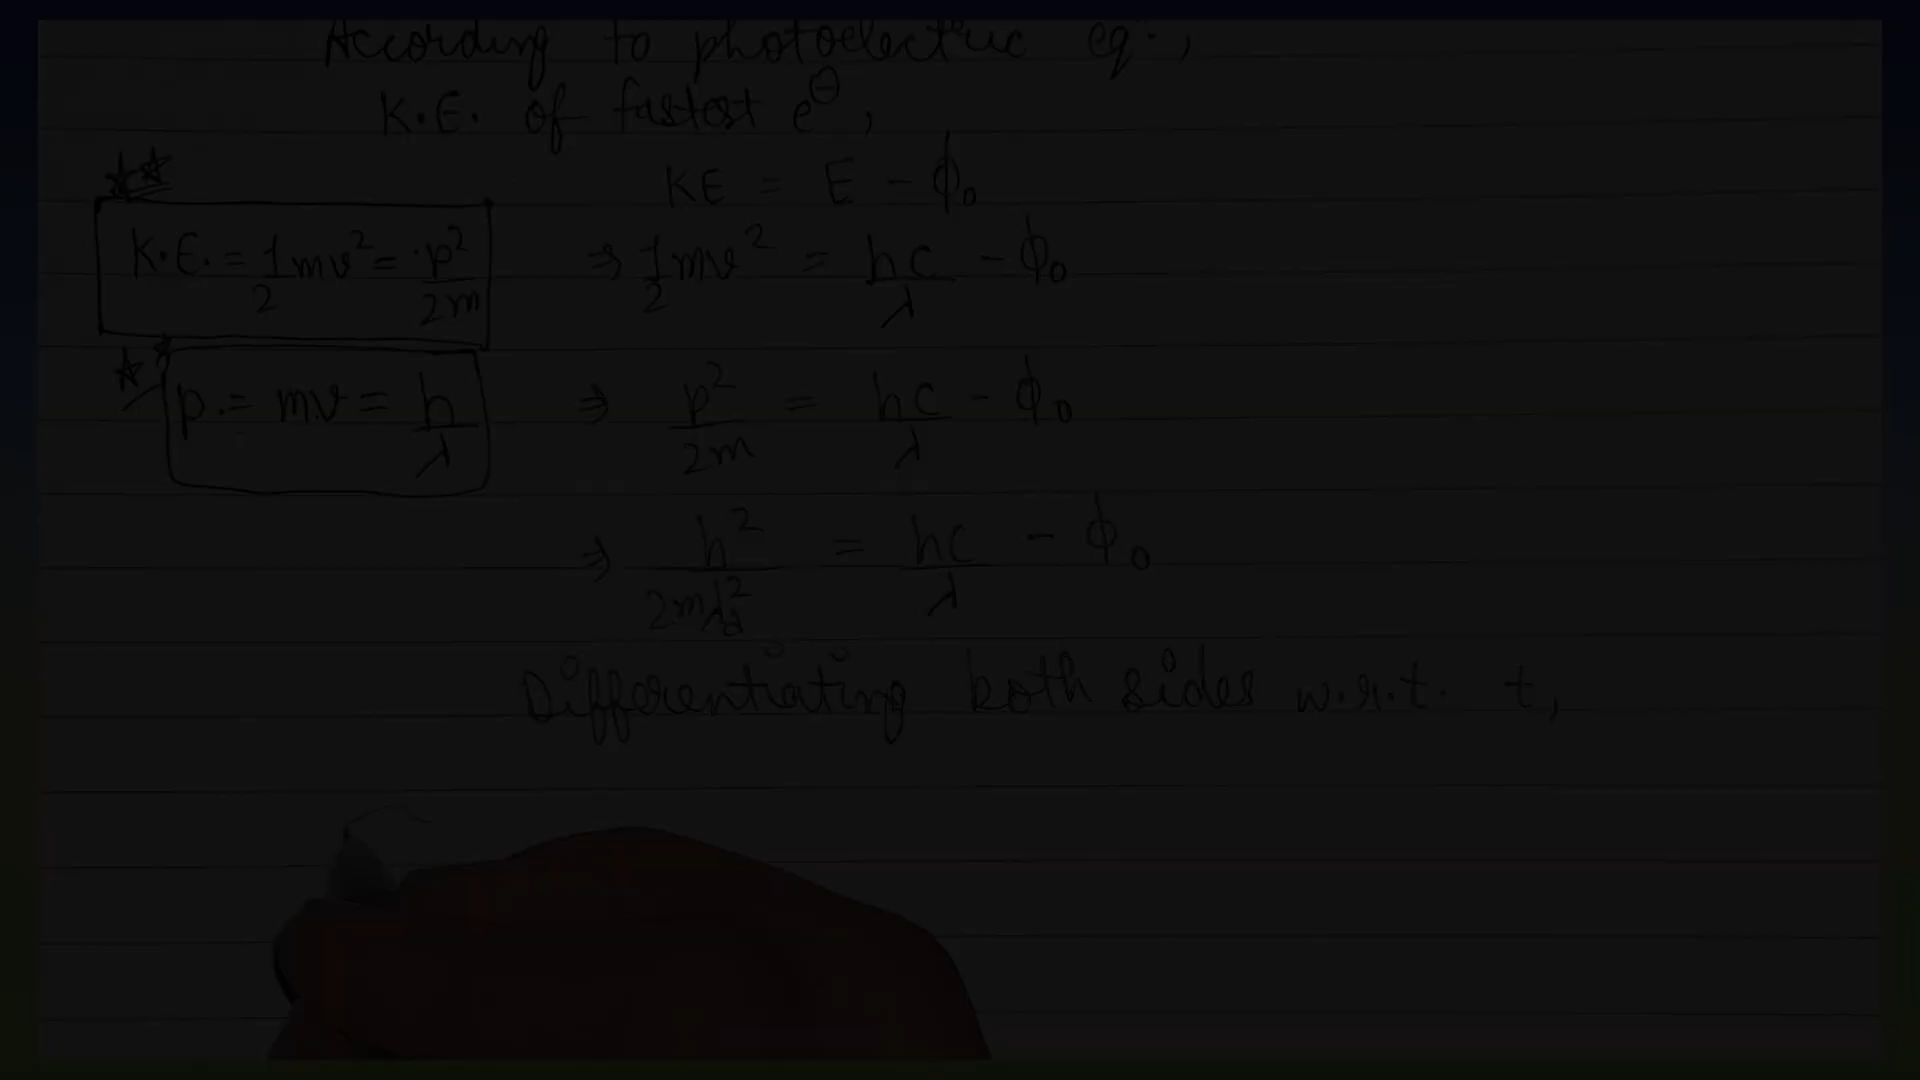 According to photoelectric eq.,
K.E. of fastest e⊖,
KE = E - ϕ₀
K.E. = 1/2 mv² = p²/2m
⇒ 1/2 mv² = hc/λ - ϕ₀
p = mv = h/λ
⇒ p²/2m = hc/λ - ϕ₀
⇒ h²/2mλd² = hc/λ - ϕ₀
Differentiating both sides w.r.t. t,